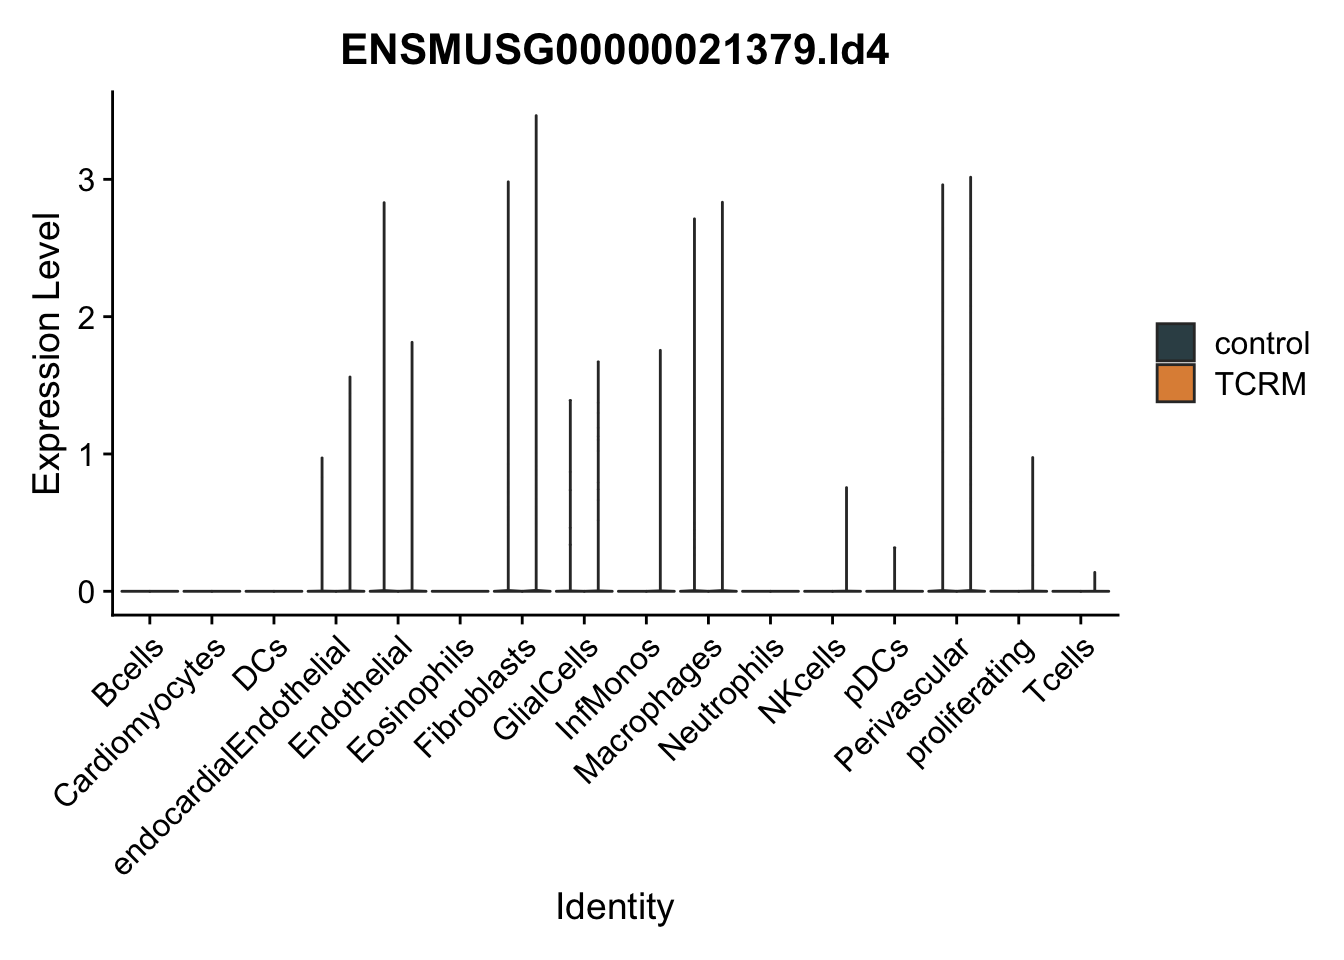 ENSMUSG00000021379.Id4
Expression Level
3
2
1
0
control
TCRM
Bcells
Cardiomyocytes
DCs
endocardialEndothelial
Endothelial
Eosinophils
Fibroblasts
GlialCells
InfMonos
Macrophages
Neutrophils
NKcells
pDCs
Perivascular
proliferating
Tcells
Identity